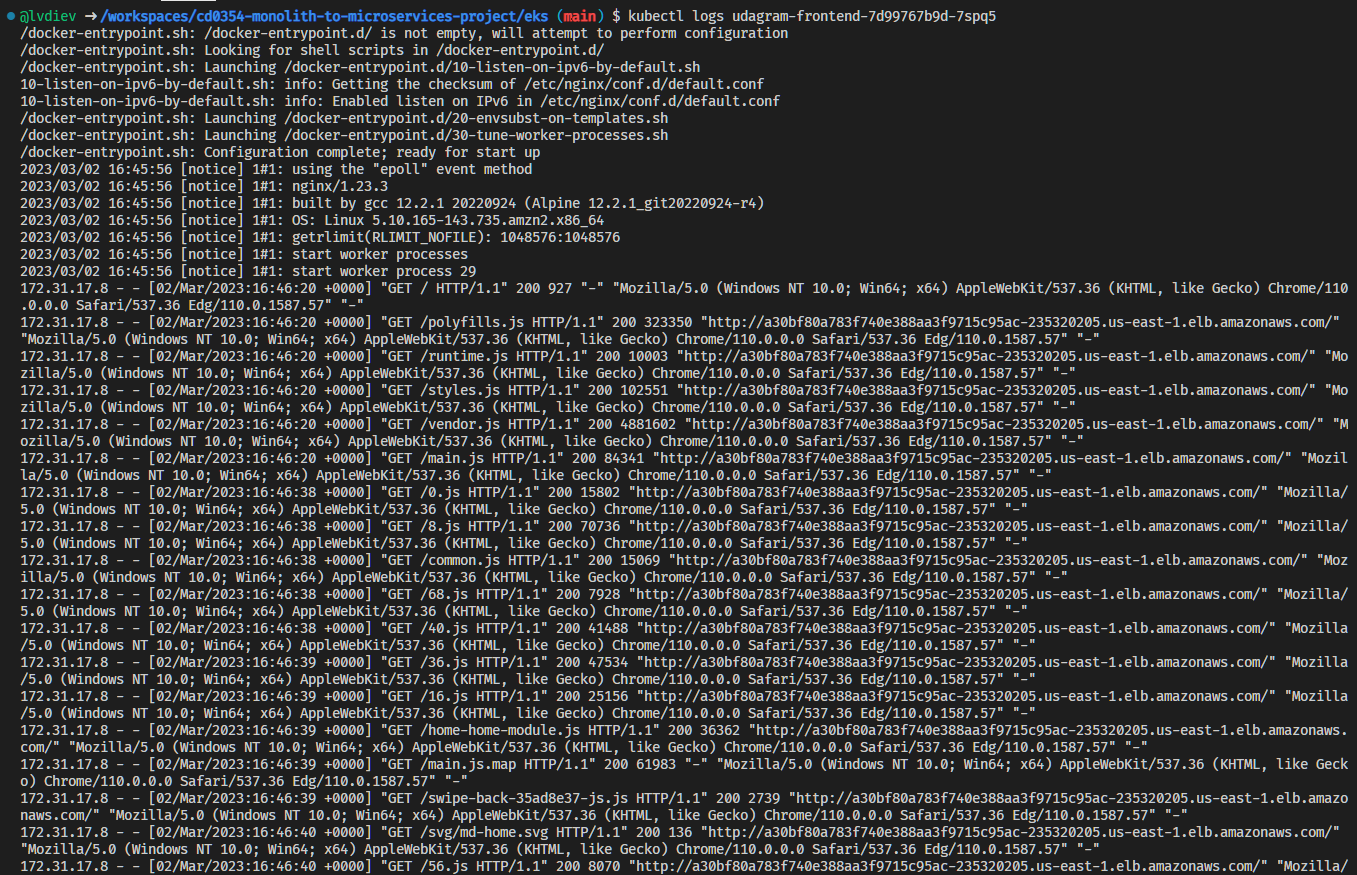 @lvdiev ➜ /workspaces/cd0354-monolith-to-microservices-project/eks (main) $ kubectl logs udagram-frontend-7d99767b9d-7spq5
/docker-entrypoint.sh: /docker-entrypoint.d/ is not empty, will attempt to perform configuration
/docker-entrypoint.sh: Looking for shell scripts in /docker-entrypoint.d/
/docker-entrypoint.sh: Launching /docker-entrypoint.d/10-listen-on-ipv6-by-default.sh
10-listen-on-ipv6-by-default.sh: info: Getting the checksum of /etc/nginx/conf.d/default.conf
10-listen-on-ipv6-by-default.sh: info: Enabled listen on IPv6 in /etc/nginx/conf.d/default.conf
/docker-entrypoint.sh: Launching /docker-entrypoint.d/20-envsubst-on-templates.sh
/docker-entrypoint.sh: Launching /docker-entrypoint.d/30-tune-worker-processes.sh
/docker-entrypoint.sh: Configuration complete; ready for start up
2023/03/02 16:45:56 [notice] 1#1: using the "epoll" event method
2023/03/02 16:45:56 [notice] 1#1: nginx/1.23.3
2023/03/02 16:45:56 [notice] 1#1: built by gcc 12.2.1 20220924 (Alpine 12.2.1_git20220924-r4)
2023/03/02 16:45:56 [notice] 1#1: OS: Linux 5.10.165-143.735.amzn2.x86_64
2023/03/02 16:45:56 [notice] 1#1: getrlimit(RLIMIT_NOFILE): 1048576:1048576
2023/03/02 16:45:56 [notice] 1#1: start worker processes
2023/03/02 16:45:56 [notice] 1#1: start worker process 29
172.31.17.8 - - [02/Mar/2023:16:46:20 +0000] "GET / HTTP/1.1" 200 927 "-" "Mozilla/5.0 (Windows NT 10.0; Win64; x64) AppleWebKit/537.36 (KHTML, like Gecko) Chrome/110
.0.0.0 Safari/537.36 Edg/110.0.1587.57" "-"
172.31.17.8 - - [02/Mar/2023:16:46:20 +0000] "GET /polyfills.js HTTP/1.1" 200 323350 "http://a30bf80a783f740e388aa3f9715c95ac-235320205.us-east-1.elb.amazonaws.com/"
"Mozilla/5.0 (Windows NT 10.0; Win64; x64) AppleWebKit/537.36 (KHTML, like Gecko) Chrome/110.0.0.0 Safari/537.36 Edg/110.0.1587.57" "-"
172.31.17.8 - - [02/Mar/2023:16:46:20 +0000] "GET /runtime.js HTTP/1.1" 200 10003 "http://a30bf80a783f740e388aa3f9715c95ac-235320205.us-east-1.elb.amazonaws.com/" "Mo
zilla/5.0 (Windows NT 10.0; Win64; x64) AppleWebKit/537.36 (KHTML, like Gecko) Chrome/110.0.0.0 Safari/537.36 Edg/110.0.1587.57" "-"
172.31.17.8 - - [02/Mar/2023:16:46:20 +0000] "GET /styles.js HTTP/1.1" 200 102551 "http://a30bf80a783f740e388aa3f9715c95ac-235320205.us-east-1.elb.amazonaws.com/" "Mo
zilla/5.0 (Windows NT 10.0; Win64; x64) AppleWebKit/537.36 (KHTML, like Gecko) Chrome/110.0.0.0 Safari/537.36 Edg/110.0.1587.57" "-"
172.31.17.8 - - [02/Mar/2023:16:46:20 +0000] "GET /vendor.js HTTP/1.1" 200 4881602 "http://a30bf80a783f740e388aa3f9715c95ac-235320205.us-east-1.elb.amazonaws.com/" "M
ozilla/5.0 (Windows NT 10.0; Win64; x64) AppleWebKit/537.36 (KHTML, like Gecko) Chrome/110.0.0.0 Safari/537.36 Edg/110.0.1587.57" "-"
172.31.17.8 - - [02/Mar/2023:16:46:20 +0000] "GET /main.js HTTP/1.1" 200 84341 "http://a30bf80a783f740e388aa3f9715c95ac-235320205.us-east-1.elb.amazonaws.com/" "Mozil
la/5.0 (Windows NT 10.0; Win64; x64) AppleWebKit/537.36 (KHTML, like Gecko) Chrome/110.0.0.0 Safari/537.36 Edg/110.0.1587.57" "-"
172.31.17.8 - - [02/Mar/2023:16:46:38 +0000] "GET /0.js HTTP/1.1" 200 15802 "http://a30bf80a783f740e388aa3f9715c95ac-235320205.us-east-1.elb.amazonaws.com/" "Mozilla/
5.0 (Windows NT 10.0; Win64; x64) AppleWebKit/537.36 (KHTML, like Gecko) Chrome/110.0.0.0 Safari/537.36 Edg/110.0.1587.57" "-"
172.31.17.8 - - [02/Mar/2023:16:46:38 +0000] "GET /8.js HTTP/1.1" 200 70736 "http://a30bf80a783f740e388aa3f9715c95ac-235320205.us-east-1.elb.amazonaws.com/" "Mozilla/
5.0 (Windows NT 10.0; Win64; x64) AppleWebKit/537.36 (KHTML, like Gecko) Chrome/110.0.0.0 Safari/537.36 Edg/110.0.1587.57" "-"
172.31.17.8 - - [02/Mar/2023:16:46:38 +0000] "GET /common.js HTTP/1.1" 200 15069 "http://a30bf80a783f740e388aa3f9715c95ac-235320205.us-east-1.elb.amazonaws.com/" "Moz
illa/5.0 (Windows NT 10.0; Win64; x64) AppleWebKit/537.36 (KHTML, like Gecko) Chrome/110.0.0.0 Safari/537.36 Edg/110.0.1587.57" "-"
172.31.17.8 - - [02/Mar/2023:16:46:38 +0000] "GET /68.js HTTP/1.1" 200 7928 "http://a30bf80a783f740e388aa3f9715c95ac-235320205.us-east-1.elb.amazonaws.com/" "Mozilla/
5.0 (Windows NT 10.0; Win64; x64) AppleWebKit/537.36 (KHTML, like Gecko) Chrome/110.0.0.0 Safari/537.36 Edg/110.0.1587.57" "-"
172.31.17.8 - - [02/Mar/2023:16:46:38 +0000] "GET /40.js HTTP/1.1" 200 41488 "http://a30bf80a783f740e388aa3f9715c95ac-235320205.us-east-1.elb.amazonaws.com/" "Mozilla
/5.0 (Windows NT 10.0; Win64; x64) AppleWebKit/537.36 (KHTML, like Gecko) Chrome/110.0.0.0 Safari/537.36 Edg/110.0.1587.57" "-"
172.31.17.8 - - [02/Mar/2023:16:46:39 +0000] "GET /36.js HTTP/1.1" 200 47534 "http://a30bf80a783f740e388aa3f9715c95ac-235320205.us-east-1.elb.amazonaws.com/" "Mozilla
/5.0 (Windows NT 10.0; Win64; x64) AppleWebKit/537.36 (KHTML, like Gecko) Chrome/110.0.0.0 Safari/537.36 Edg/110.0.1587.57" "-"
172.31.17.8 - - [02/Mar/2023:16:46:39 +0000] "GET /16.js HTTP/1.1" 200 25156 "http://a30bf80a783f740e388aa3f9715c95ac-235320205.us-east-1.elb.amazonaws.com/" "Mozilla
/5.0 (Windows NT 10.0; Win64; x64) AppleWebKit/537.36 (KHTML, like Gecko) Chrome/110.0.0.0 Safari/537.36 Edg/110.0.1587.57" "-"
172.31.17.8 - - [02/Mar/2023:16:46:39 +0000] "GET /home-home-module.js HTTP/1.1" 200 36362 "http://a30bf80a783f740e388aa3f9715c95ac-235320205.us-east-1.elb.amazonaws.
com/" "Mozilla/5.0 (Windows NT 10.0; Win64; x64) AppleWebKit/537.36 (KHTML, like Gecko) Chrome/110.0.0.0 Safari/537.36 Edg/110.0.1587.57" "-"
172.31.17.8 - - [02/Mar/2023:16:46:39 +0000] "GET /main.js.map HTTP/1.1" 200 61983 "-" "Mozilla/5.0 (Windows NT 10.0; Win64; x64) AppleWebKit/537.36 (KHTML, like Geck
o) Chrome/110.0.0.0 Safari/537.36 Edg/110.0.1587.57" "-"
172.31.17.8 - - [02/Mar/2023:16:46:39 +0000] "GET /swipe-back-35ad8e37-js.js HTTP/1.1" 200 2739 "http://a30bf80a783f740e388aa3f9715c95ac-235320205.us-east-1.elb.amazo
naws.com/" "Mozilla/5.0 (Windows NT 10.0; Win64; x64) AppleWebKit/537.36 (KHTML, like Gecko) Chrome/110.0.0.0 Safari/537.36 Edg/110.0.1587.57" "-"
172.31.17.8 - - [02/Mar/2023:16:46:40 +0000] "GET /svg/md-home.svg HTTP/1.1" 200 136 "http://a30bf80a783f740e388aa3f9715c95ac-235320205.us-east-1.elb.amazonaws.com/"
"Mozilla/5.0 (Windows NT 10.0; Win64; x64) AppleWebKit/537.36 (KHTML, like Gecko) Chrome/110.0.0.0 Safari/537.36 Edg/110.0.1587.57" "-"
172.31.17.8 - - [02/Mar/2023:16:46:40 +0000] "GET /56.js HTTP/1.1" 200 8070 "http://a30bf80a783f740e388aa3f9715c95ac-235320205.us-east-1.elb.amazonaws.com/" "Mozilla/